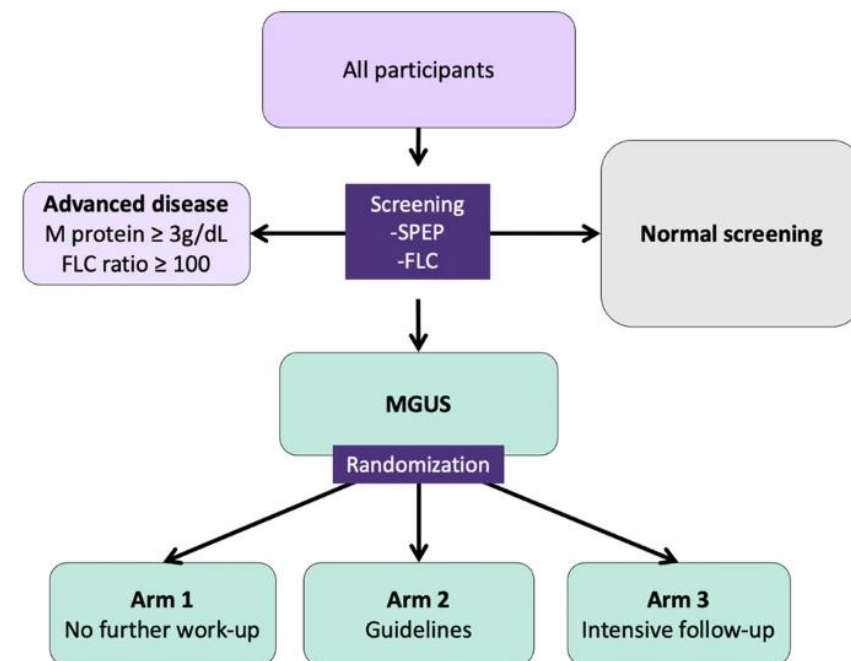 All participants
Advanced disease
M protein ≥ 3g/dL
FLC ratio ≥ 100
Screening
-SPEP
-FLC
Normal screening
MGUS
Randomization
Arm 1
No further work-up
Arm 2
Guidelines
Arm 3
Intensive follow-up